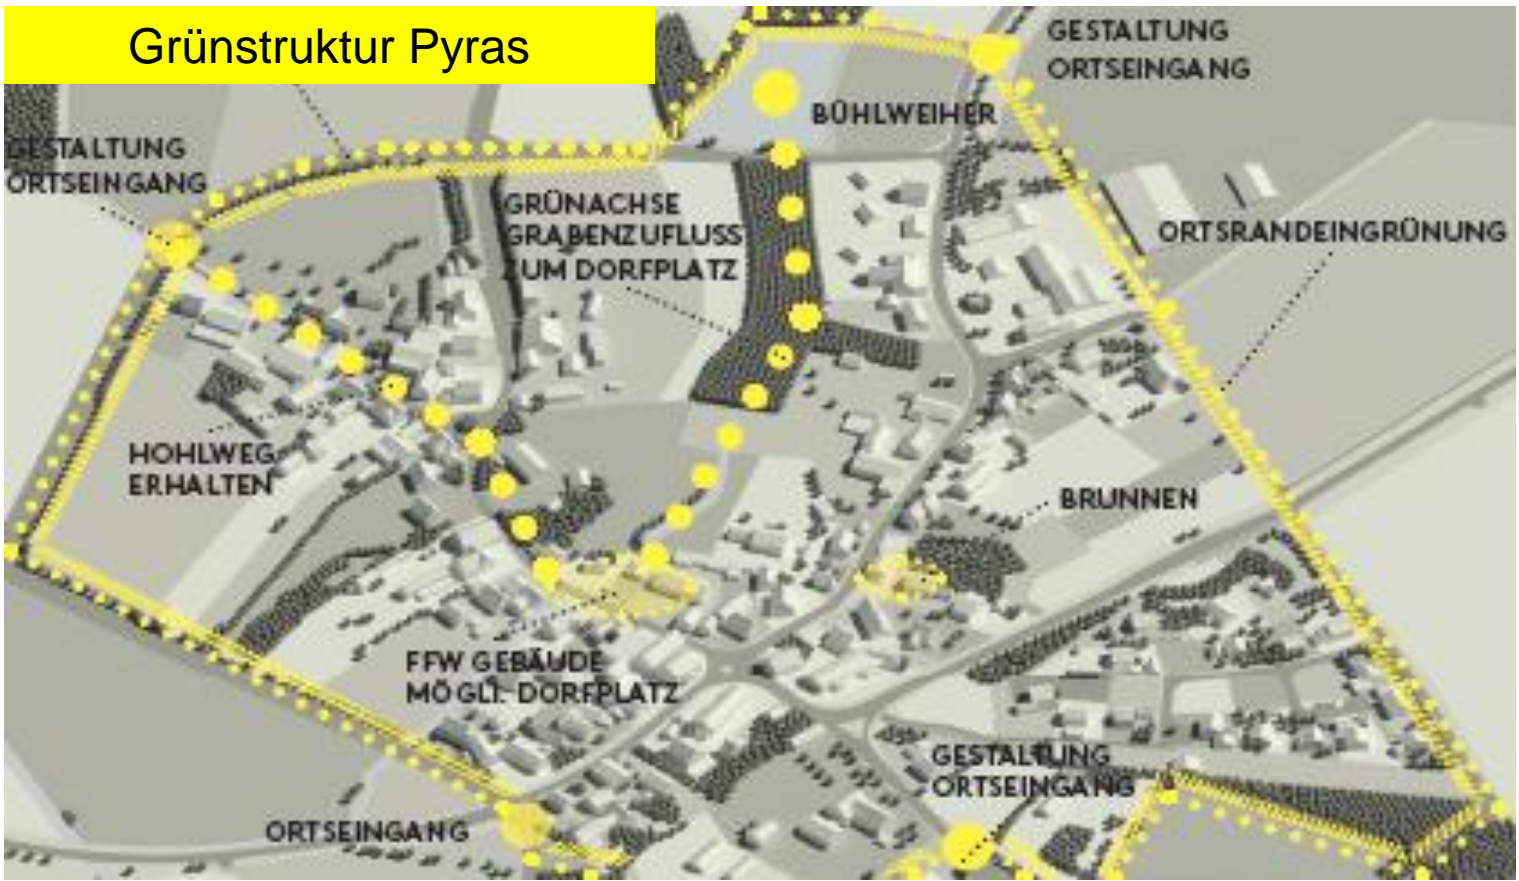 Grünstruktur Pyras
GESTALTUNG
ORTSEINGANG
BÜHLWEIHER
GESTALTUNG
ORTSEINGANG
GRÜNACHSE
GRABENZUFLUSS
ZUM DORFPLATZ
ORTSRANDEINGRÜNUNG
HOHLWEG
ERHALTEN
BRUNNEN
FFW GEBÄUDE
MÖGLI. DORFPLATZ
GESTALTUNG
ORTSEINGANG
ORTSEINGANG